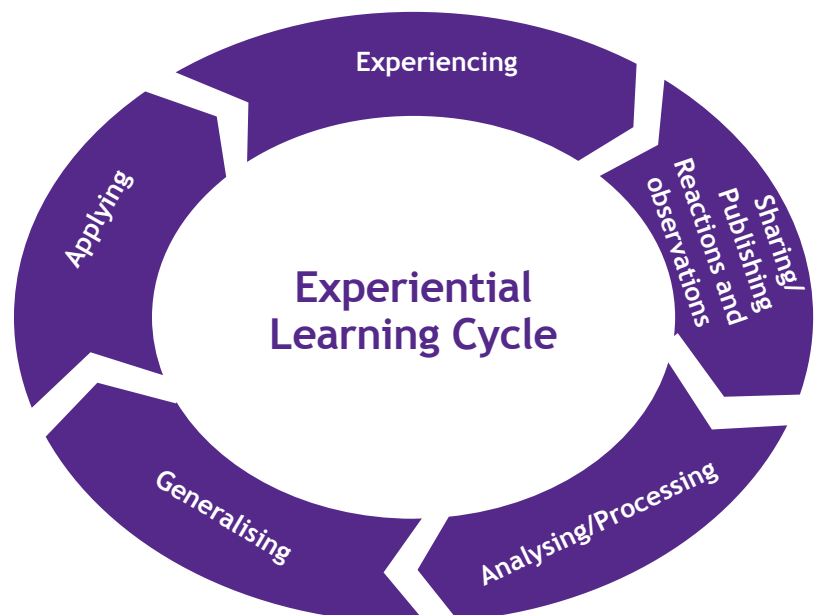 Experiencing
Sharing/
Publishing
Reactions and
observations
Analysing/Processing
Generalising
Applying
Experiential
Learning Cycle